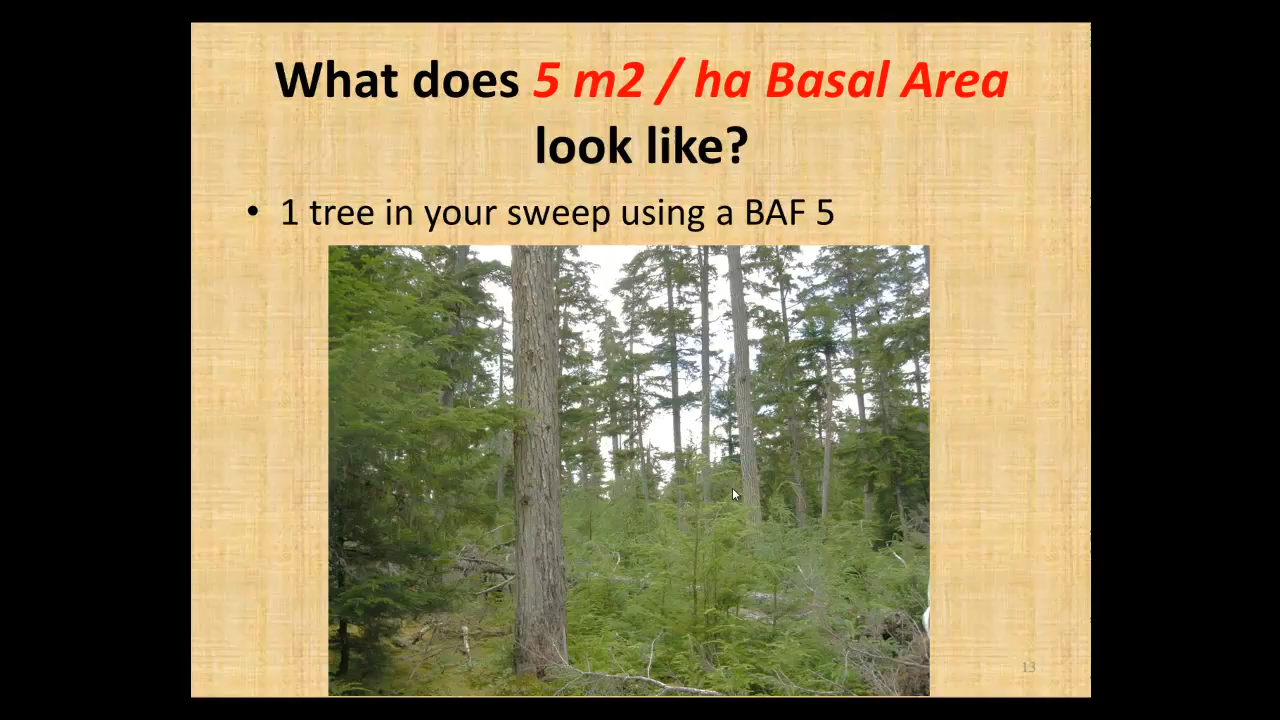 What does 5 m2 / ha Basal Area
look like?
• 1 tree in your sweep using a BAF 5
13